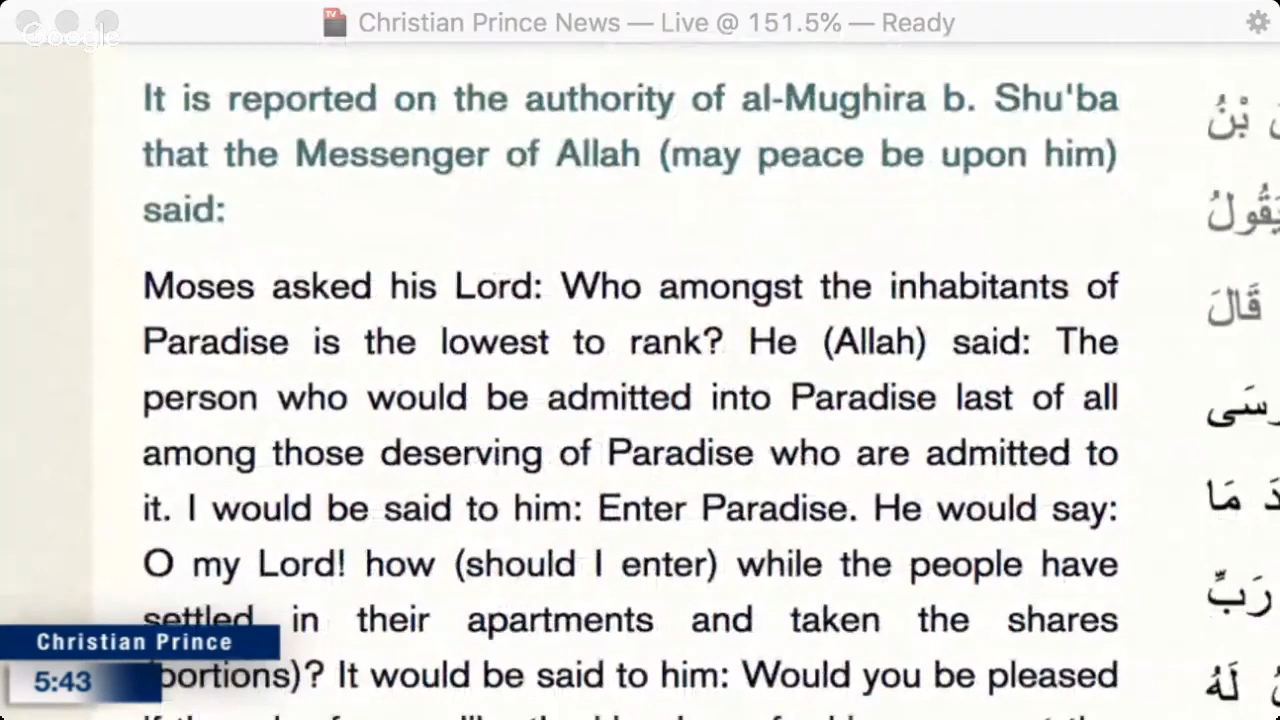 Christian Prince News — Live @ 151.5% — Ready
Google
It is reported on the authority of al-Mughira b. Shu'ba
that the Messenger of Allah (may peace be upon him)
said:
Moses asked his Lord: Who amongst the inhabitants of
Paradise is the lowest to rank? He (Allah) said: The
person who would be admitted into Paradise last of all
among those deserving of Paradise who are admitted to
it. I would be said to him: Enter Paradise. He would say:
O my Lord! how (should I enter) while the people have
settled in their apartments and taken the shares
portions)? It would be said to him: Would you be pleased
بْنُ
يَقُولُ
قَالَ
مَا
رَبِّ
لَهُ
Christian Prince
5:43